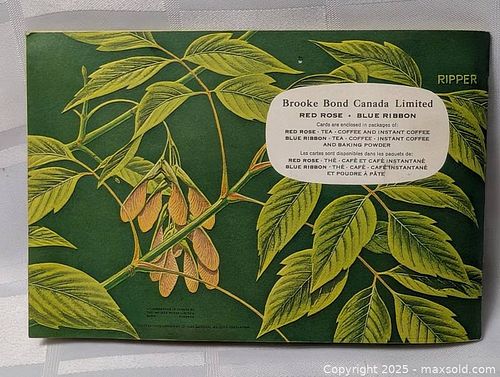 RIPPER
Brooke Bond Canada Limited
RED ROSE • BLUE RIBBON
Cards are enclosed in packages of:
RED ROSE - TEA - COFFEE AND INSTANT COFFEE
BLUE RIBBON - TEA - COFFEE - INSTANT COFFEE
AND BAKING POWDER
Les cartes sont disponibles dans les paquets de:
RED ROSE - THÉ - CAFÉ ET CAFÉ INSTANTANÉ
BLUE RIBBON - THÉ - CAFÉ - CAFÉ INSTANTANÉ
ET POUDRE À PÂTE
Copyright 2025 - maxsold.com